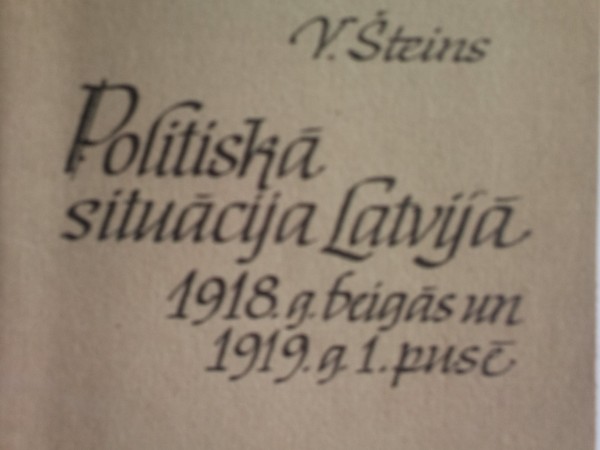 V. Šteins
Politiskā
situācija Latvijā
1918. g. beigās un
1919. g. 1. pusē